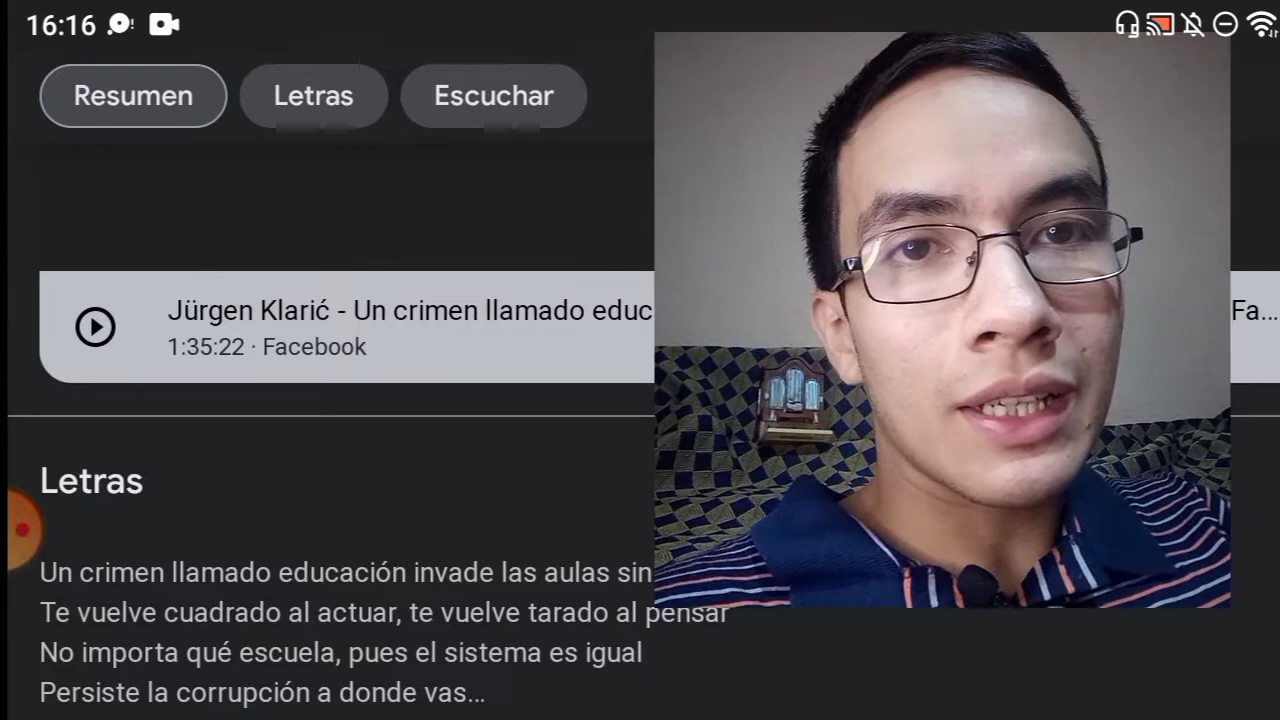 16:16
Resumen
Letras
Escuchar
Jürgen Klarić - Un crimen llamado educ
Fa...
1:35:22 · Facebook
Letras
Un crimen llamado educación invade las aulas sin
Te vuelve cuadrado al actuar, te vuelve tarado al pensar
No importa qué escuela, pues el sistema es igual
Persiste la corrupción a donde vas...